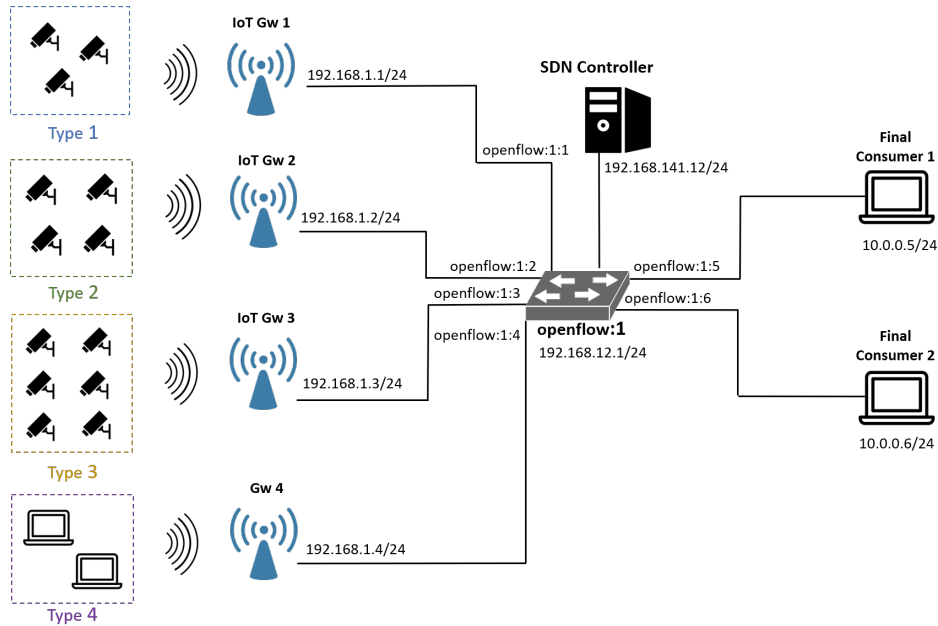 IoT Gw 1
192.168.1.1/24
Type 1
openflow:1:1
IoT Gw 2
192.168.1.2/24
Type 2
openflow:1:2
openflow:1:3
IoT Gw 3
openflow:1:4
192.168.1.3/24
Type 3
Gw 4
192.168.1.4/24
Type 4
SDN Controller
192.168.141.12/24
openflow:1:5
openflow:1:6
openflow:1
192.168.12.1/24
Final
Consumer 1
10.0.0.5/24
Final
Consumer 2
10.0.0.6/24